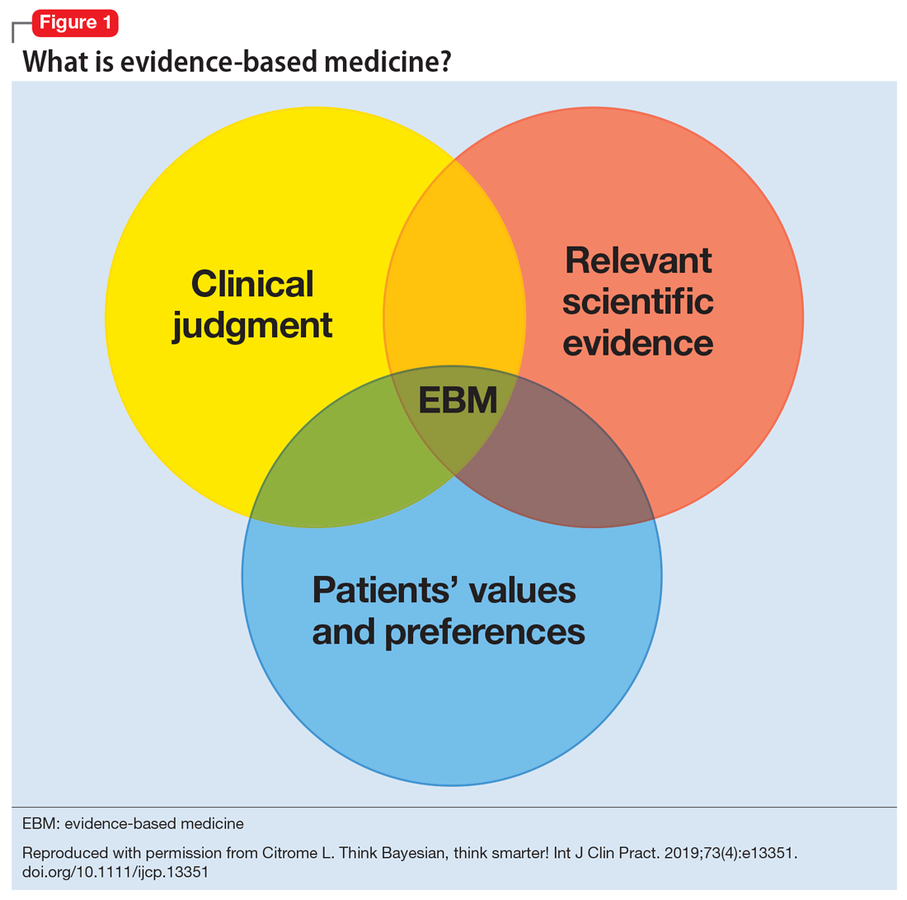 Figure 1
What is evidence-based medicine?
Clinical
judgment
Relevant
scientific
evidence
EBM
Patients’ values
and preferences
EBM: evidence-based medicine
Reproduced with permission from Citrome L. Think Bayesian, think smarter! Int J Clin Pract. 2019;73(4):e13351.
doi.org/10.1111/ijcp.13351